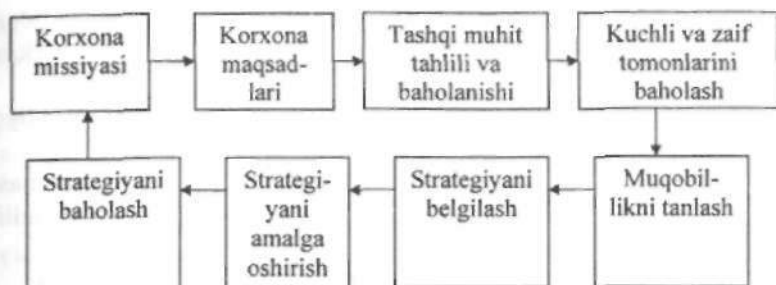 Korxona
missiyasi
Korxona
maqsad-
lari
Tashqi muhit
tahlili va
baholanishi
Kuchli va zaif
tomonlarini
baholash
Strategiyani
baholash
Strategi-
yani
amalga
oshirish
Strategiyani
belgilash
Muqobil-
likni tanlash